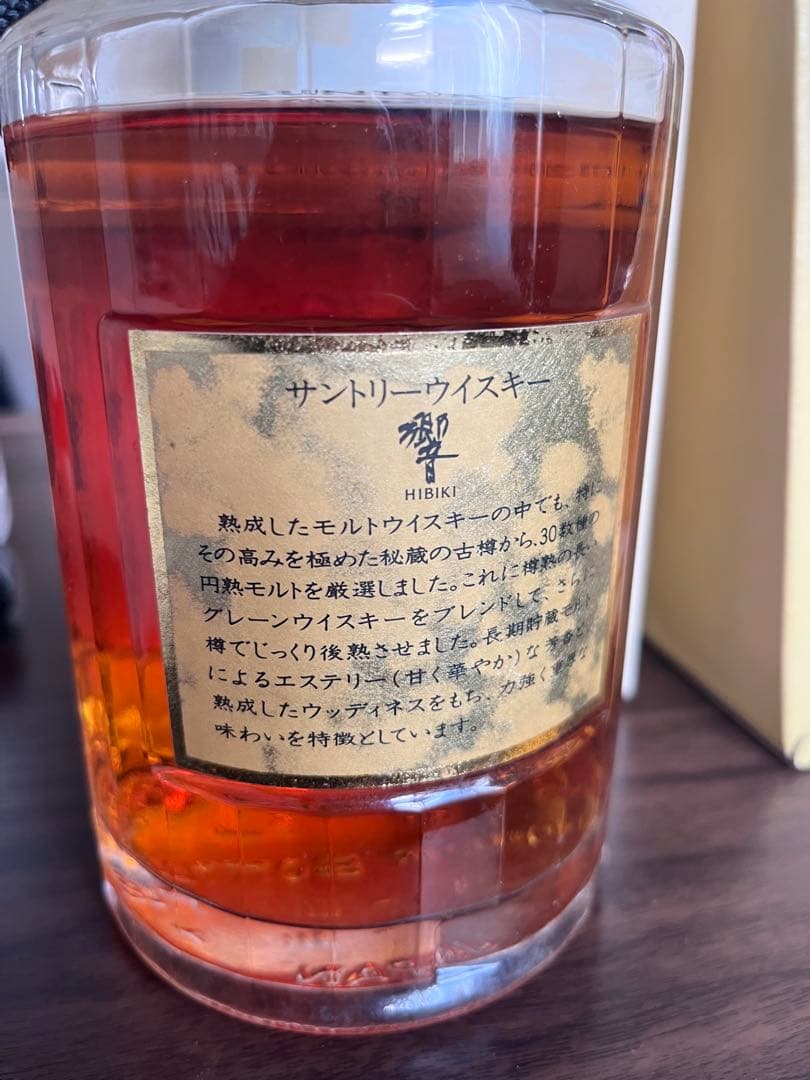 サントリーウイスキー
響
HIBIKI
熟成したモルトウイスキーの中でも、特に
その高みを極めた秘蔵の古樽から、30数種の
円熟モルトを厳選しました。これに樽熟の長い
グレーンウイスキーをブレンドして、さらに
樽でじっくり後熟させました。長期貯蔵モルト
によるエステリー(甘く華やか)な芳香と、
熟成したウッディネスをもち、力強く重厚な
味わいを特徴としています。